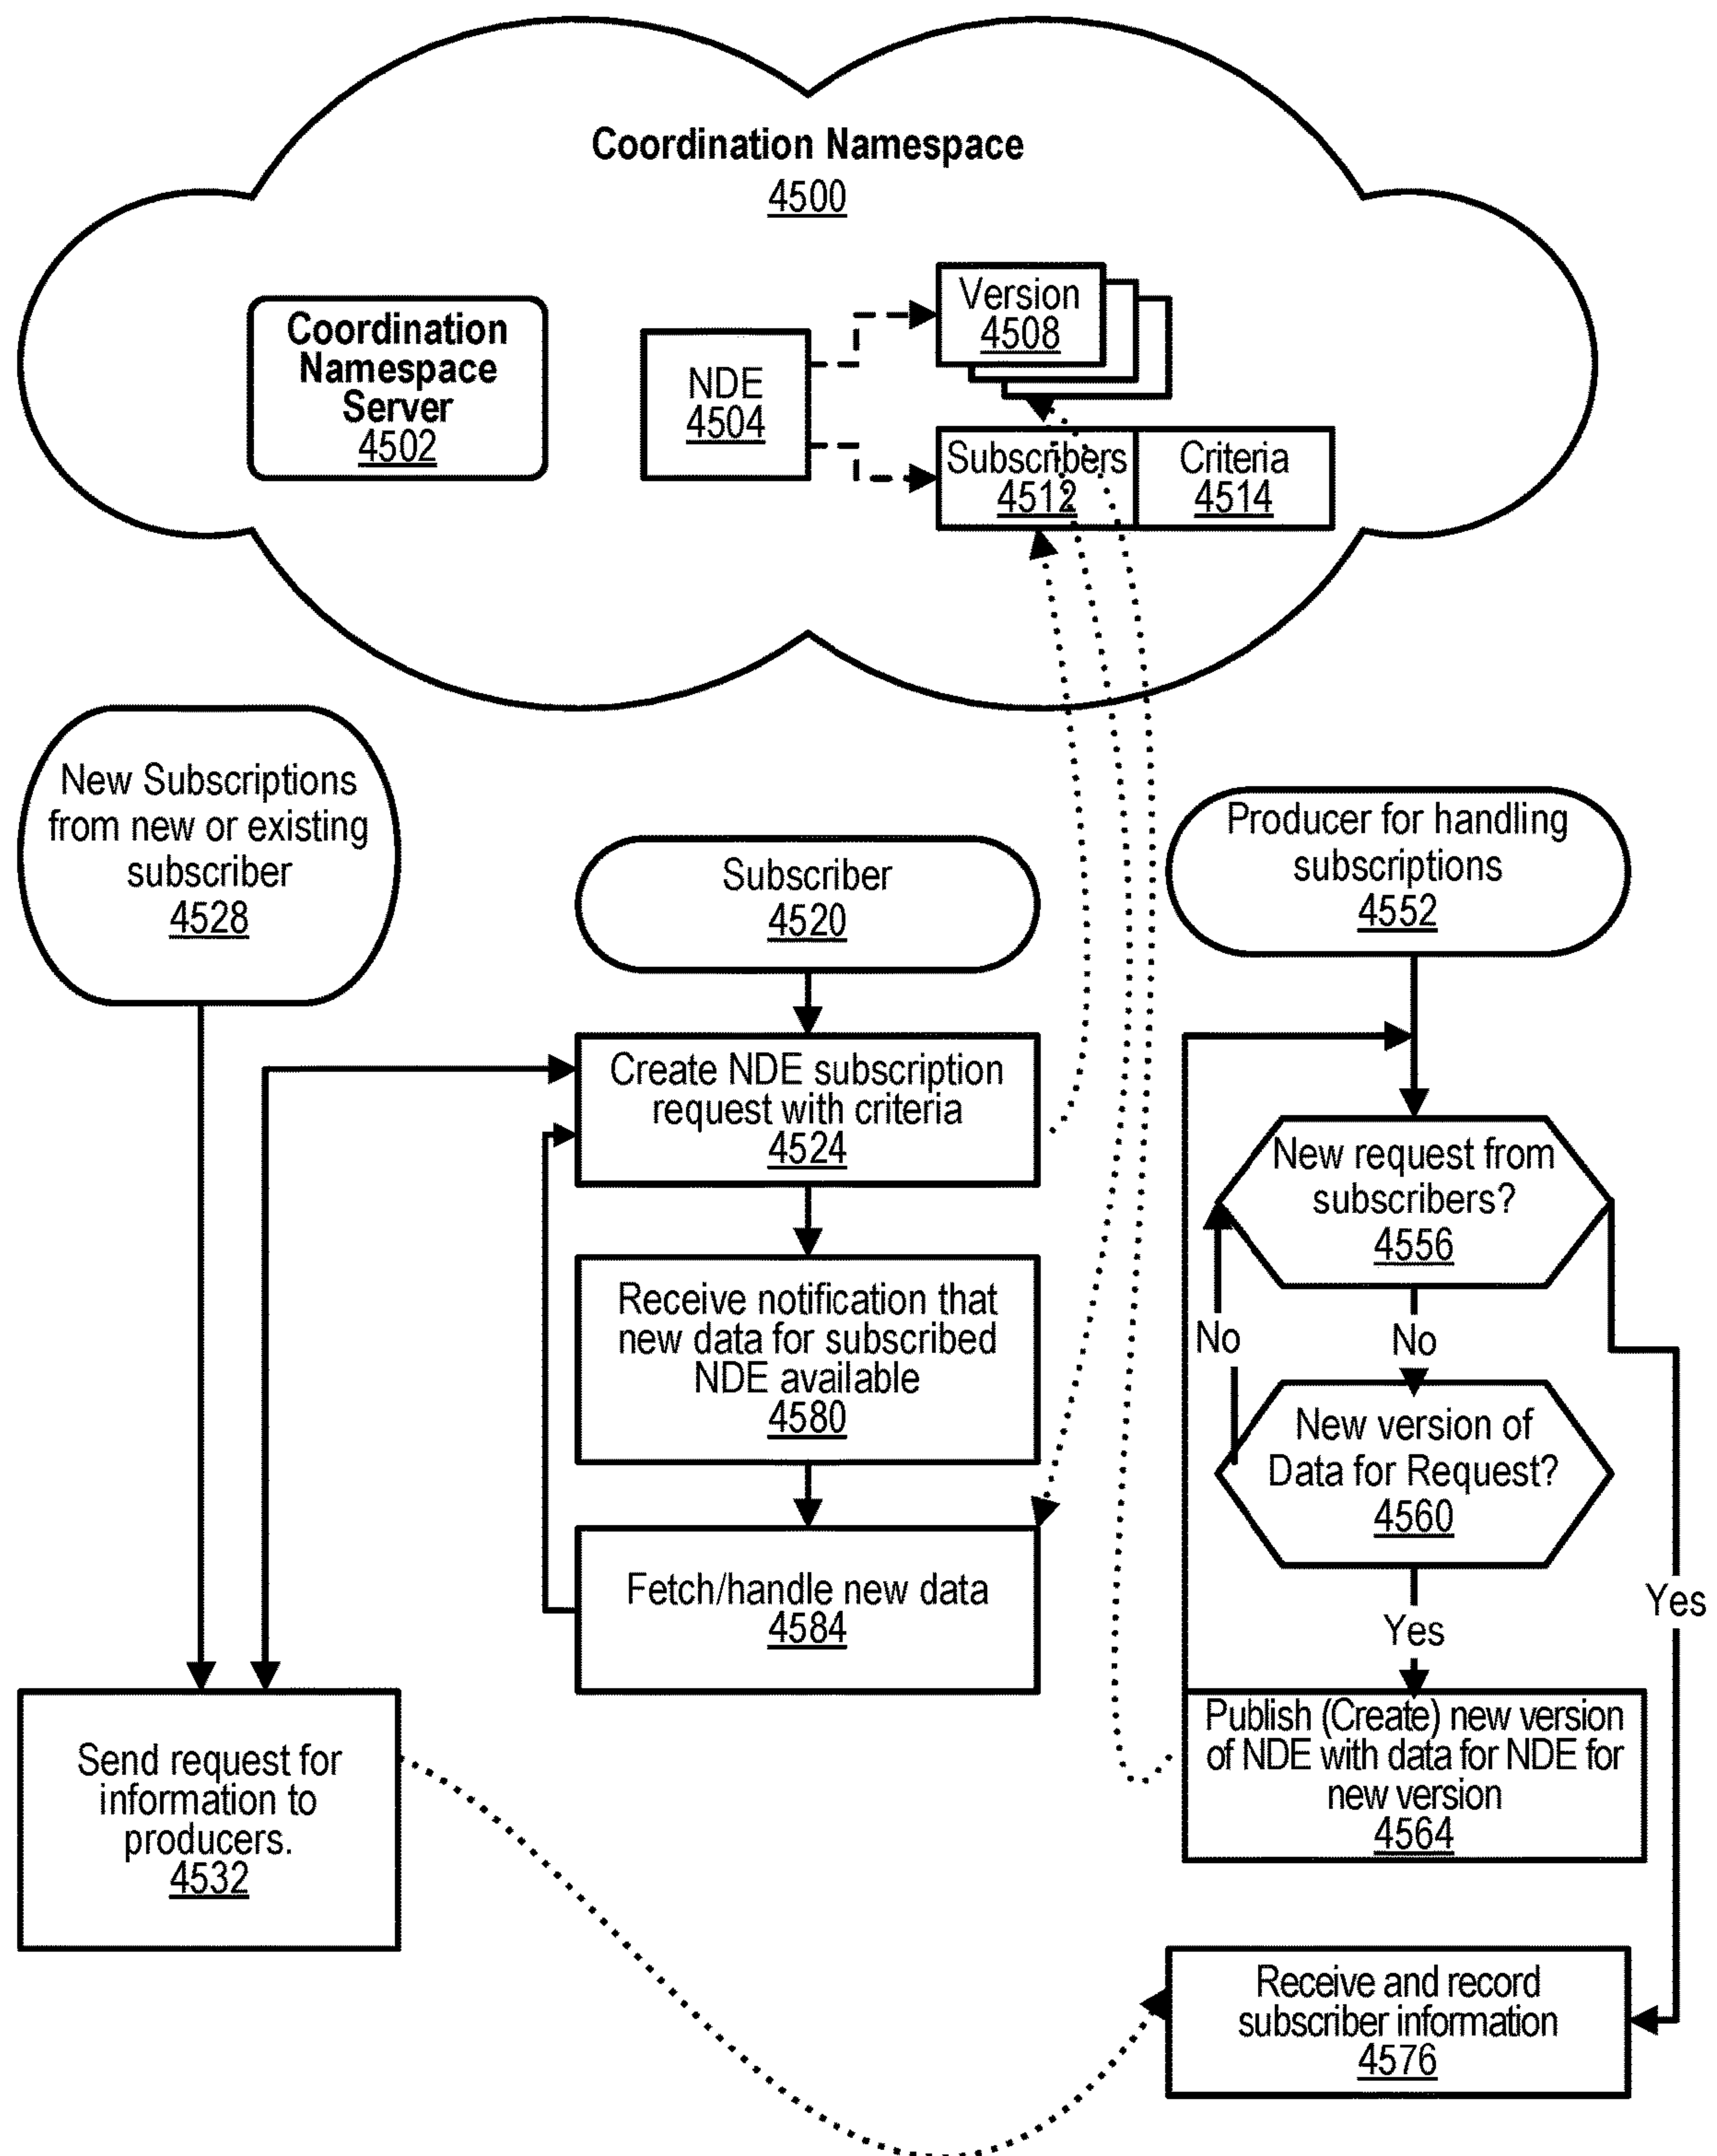 Coordination Namespace
4500
Coordination
Namespace
Server
4502
NDE
4504
Version
4508
Subscribers
4512
Criteria
4514
New Subscriptions
from new or existing
subscriber
4528
Subscriber
4520
Producer for handling
subscriptions
4552
Create NDE subscription
request with criteria
4524
New request from
subscribers?
4556
Receive notification that
new data for subscribed
NDE available
4580
No
No
New version of
Data for Request?
4560
Fetch/handle new data
4584
Yes
Yes
Send request for
information to
producers.
4532
Publish (Create) new version
of NDE with data for NDE for
new version
4564
Receive and record
subscriber information
4576